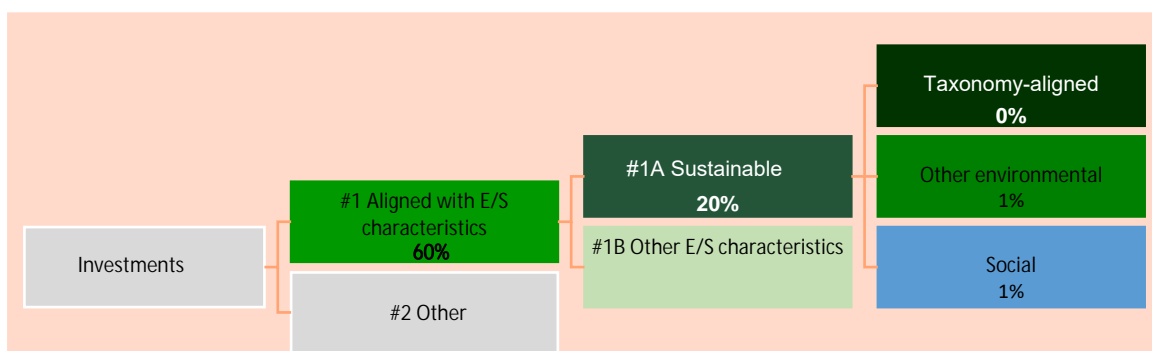 Investments
#1 Aligned with E/S
characteristics
60%
#2 Other
#1A Sustainable
20%
#1B Other E/S characteristics
Taxonomy-aligned
0%
Other environmental
1%
Social
1%